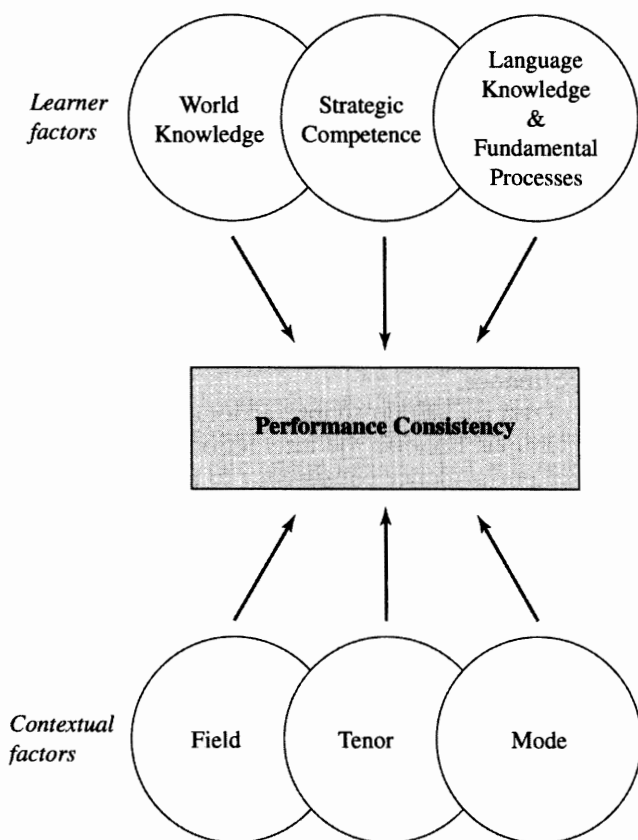 Learner
factors
World
Knowledge
Strategic
Competence
Language
Knowledge
&
Fundamental
Processes
Performance Consistency
Contextual
factors
Field
Tenor
Mode